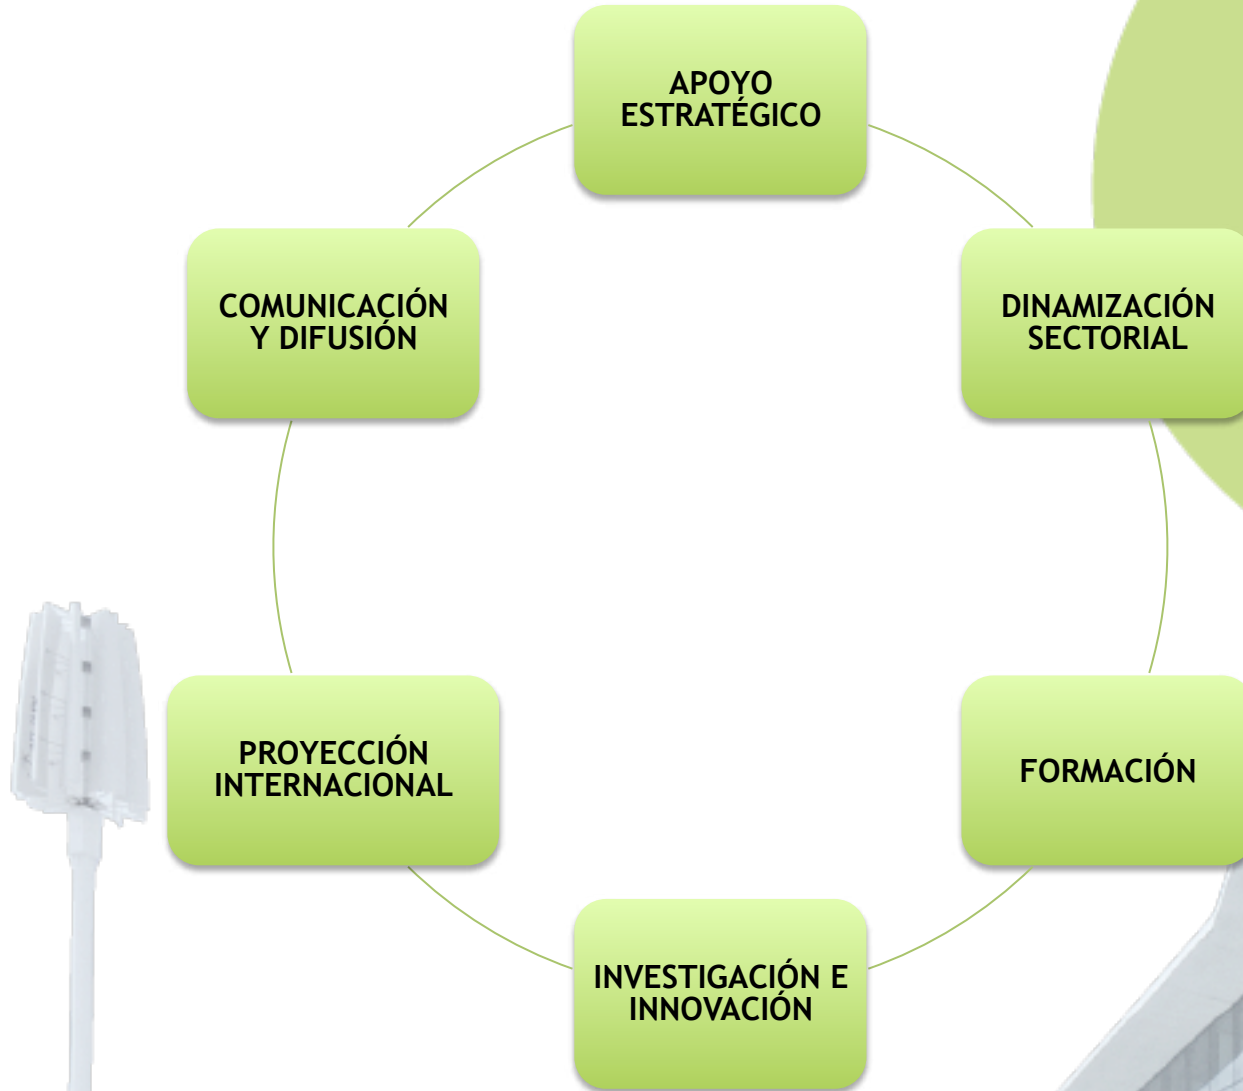 APOYO
ESTRATÉGICO
COMUNICACIÓN
Y DIFUSIÓN
DINAMIZACIÓN
SECTORIAL
PROYECCIÓN
INTERNACIONAL
FORMACIÓN
INVESTIGACIÓN E
INNOVACIÓN